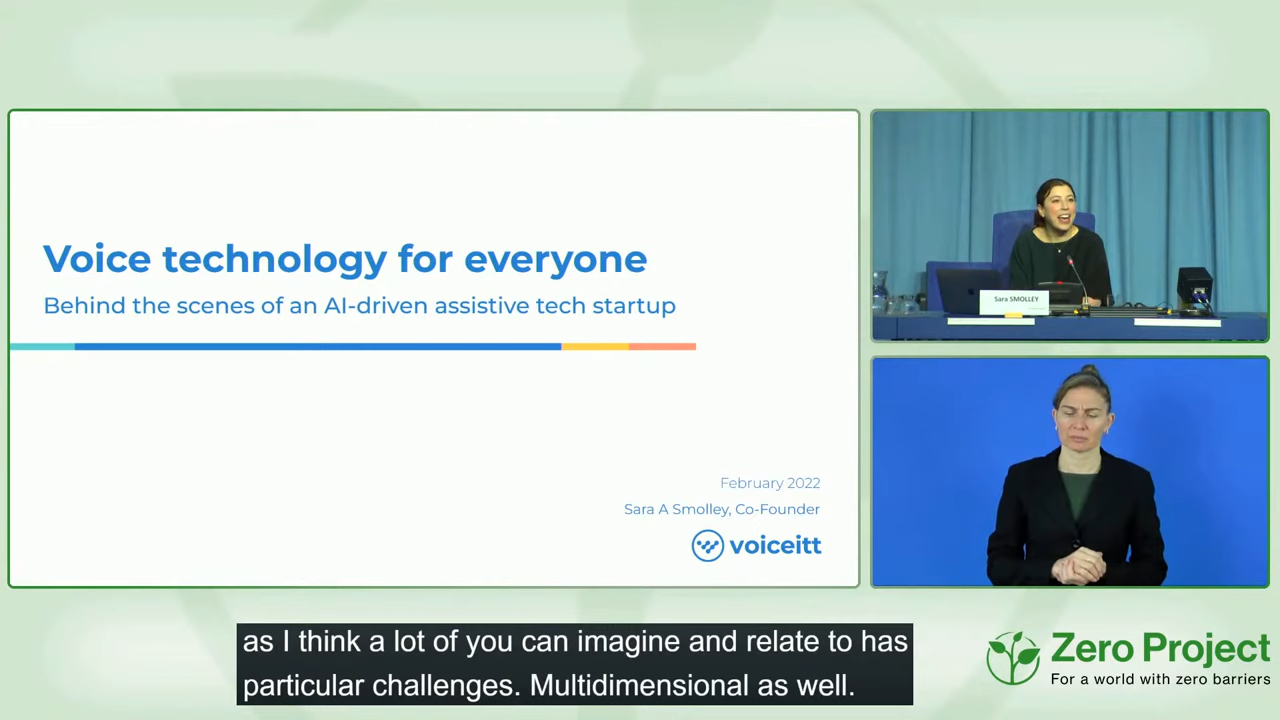 Voice technology for everyone
Behind the scenes of an AI-driven assistive tech startup
February 2022
Sara A Smolley, Co-Founder
voiceitt
Sara SMOLLEY
as I think a lot of you can imagine and relate to has
particular challenges. Multidimensional as well.
Zero Project
For a world with zero barriers